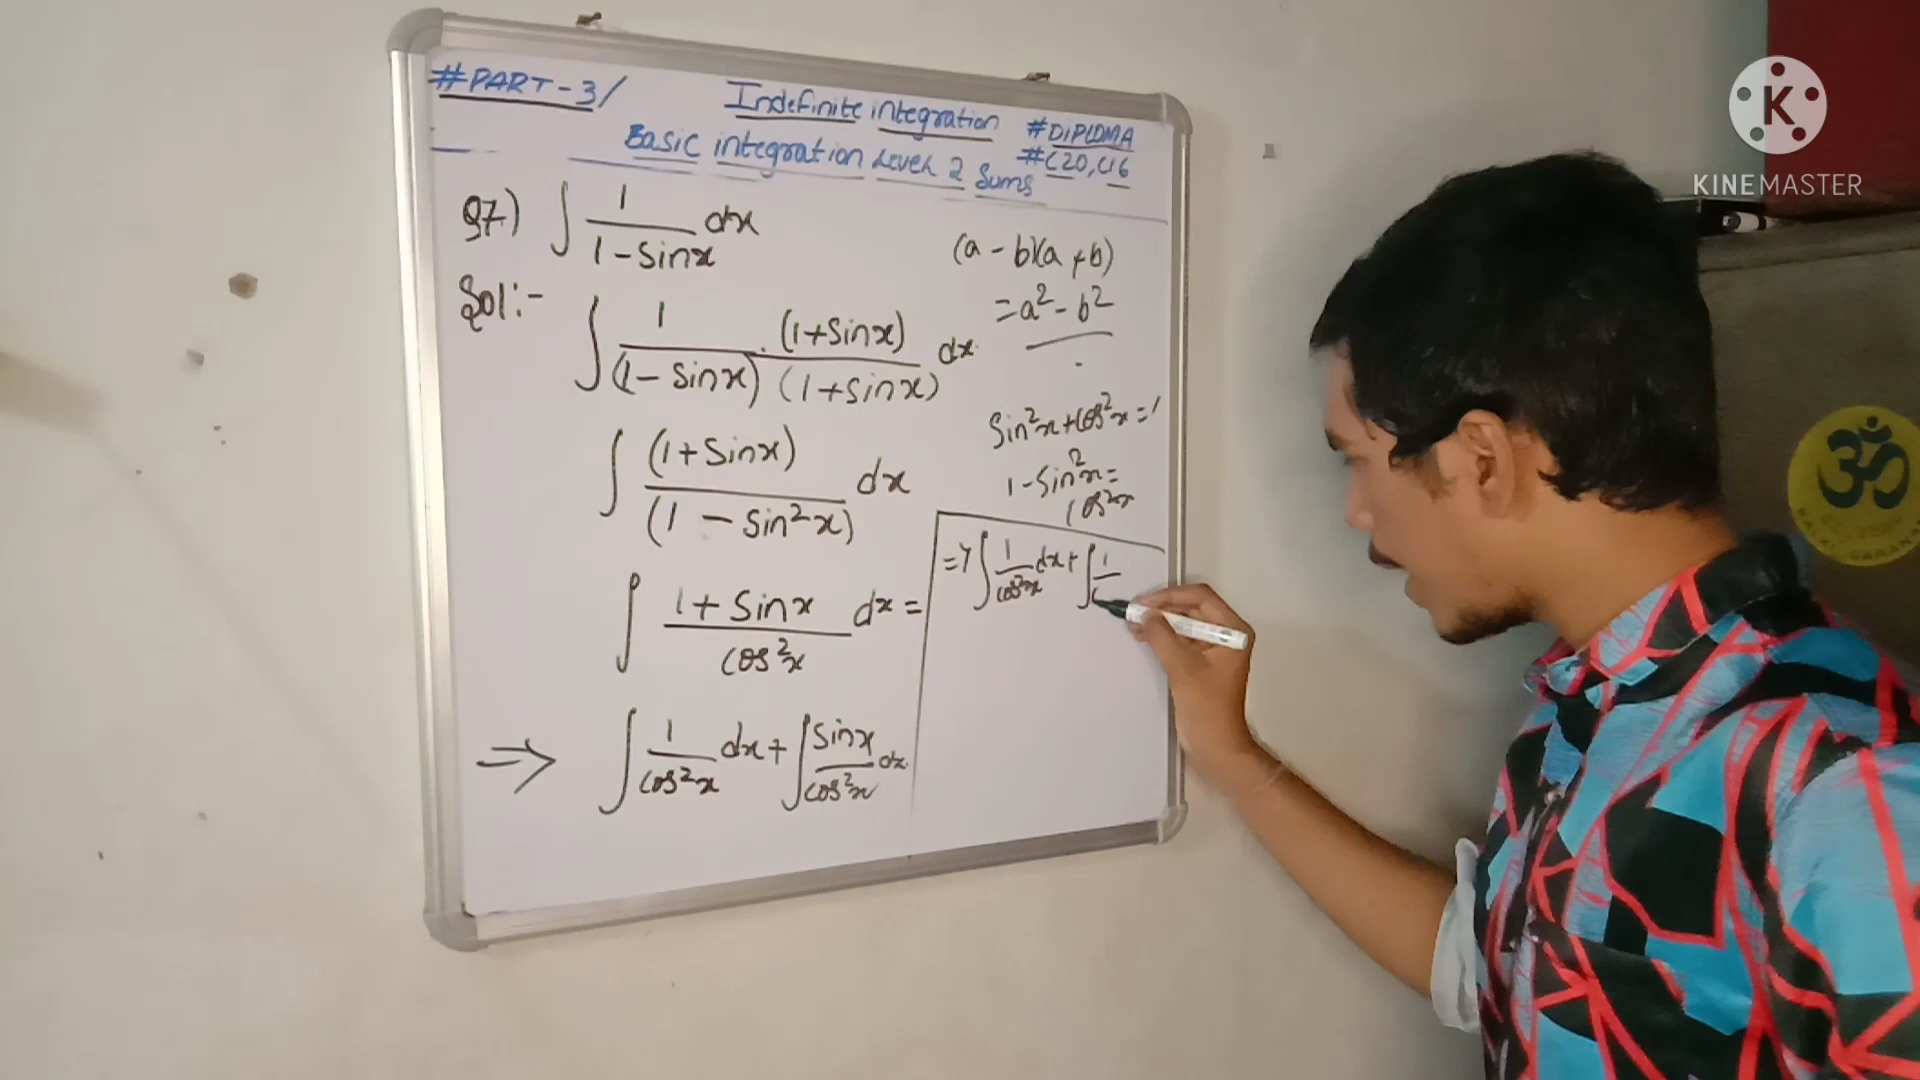 #PART-3/
Indefinite integration
#DIPLOMA
Basic integration Level 2 Sums
#C20, C16
Q7) ∫ 1/(1-sinx) dx
(a-b)(a+b)
= a² - b²
Sol:-
∫ 1/(1-sinx) . (1+sinx)/(1+sinx) dx
sin²x+cos²x=1
1-sin²x=
cos²x
∫ (1+sinx)/(1-sin²x) dx
∫ 1+sinx/cos²x dx =
=> ∫ 1/cos²x dx + ∫ sinx/cos²x dx
=> ∫ 1/cos²x dx + ∫ 1/c
K
KINEMASTER
ॐ